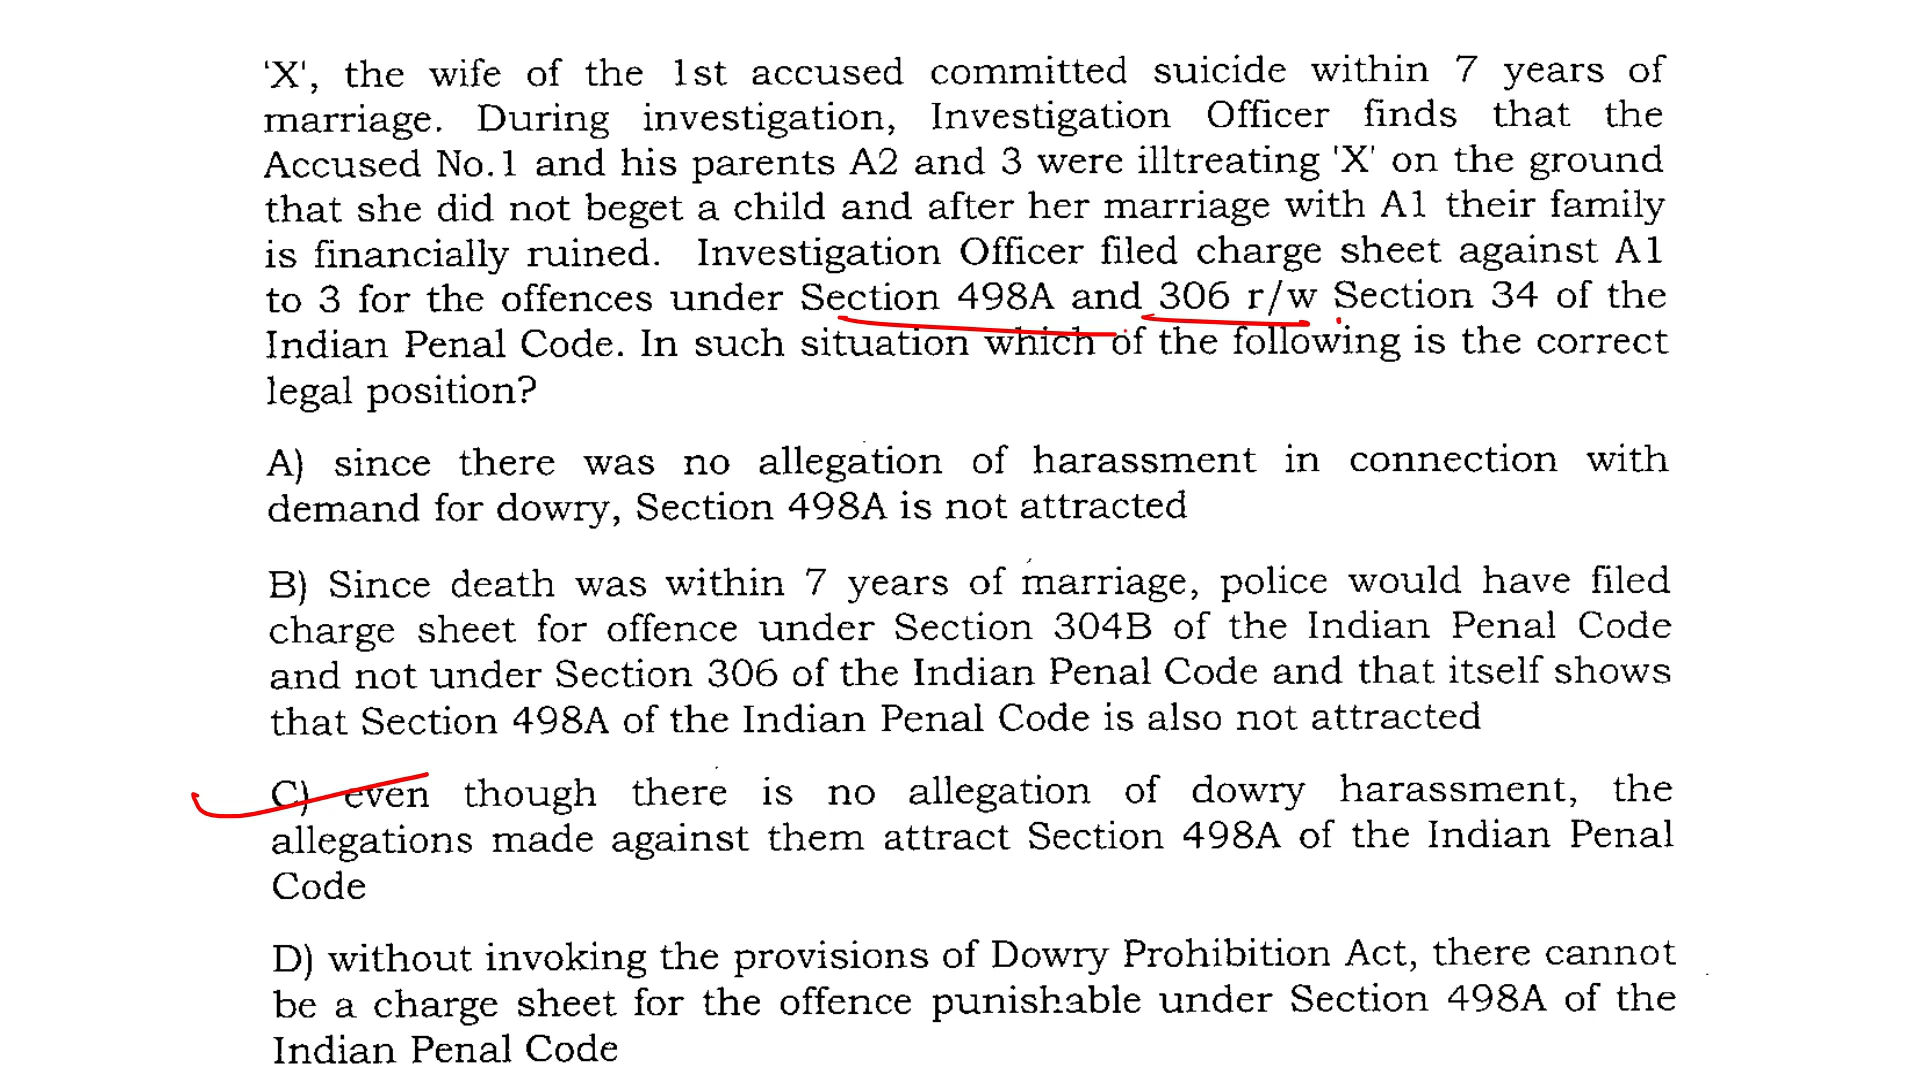 'X', the wife of the 1st accused committed suicide within 7 years of
marriage. During investigation, Investigation Officer finds that the
Accused No.1 and his parents A2 and 3 were illtreating 'X' on the ground
that she did not beget a child and after her marriage with A1 their family
is financially ruined. Investigation Officer filed charge sheet against A1
to 3 for the offences under Section 498A and 306 r/w Section 34 of the
Indian Penal Code. In such situation which of the following is the correct
legal position?
A) since there was no allegation of harassment in connection with
demand for dowry, Section 498A is not attracted
B) Since death was within 7 years of marriage, police would have filed
charge sheet for offence under Section 304B of the Indian Penal Code
and not under Section 306 of the Indian Penal Code and that itself shows
that Section 498A of the Indian Penal Code is also not attracted
C) even though there is no allegation of dowry harassment, the
allegations made against them attract Section 498A of the Indian Penal
Code
D) without invoking the provisions of Dowry Prohibition Act, there cannot
be a charge sheet for the offence punishable under Section 498A of the
Indian Penal Code